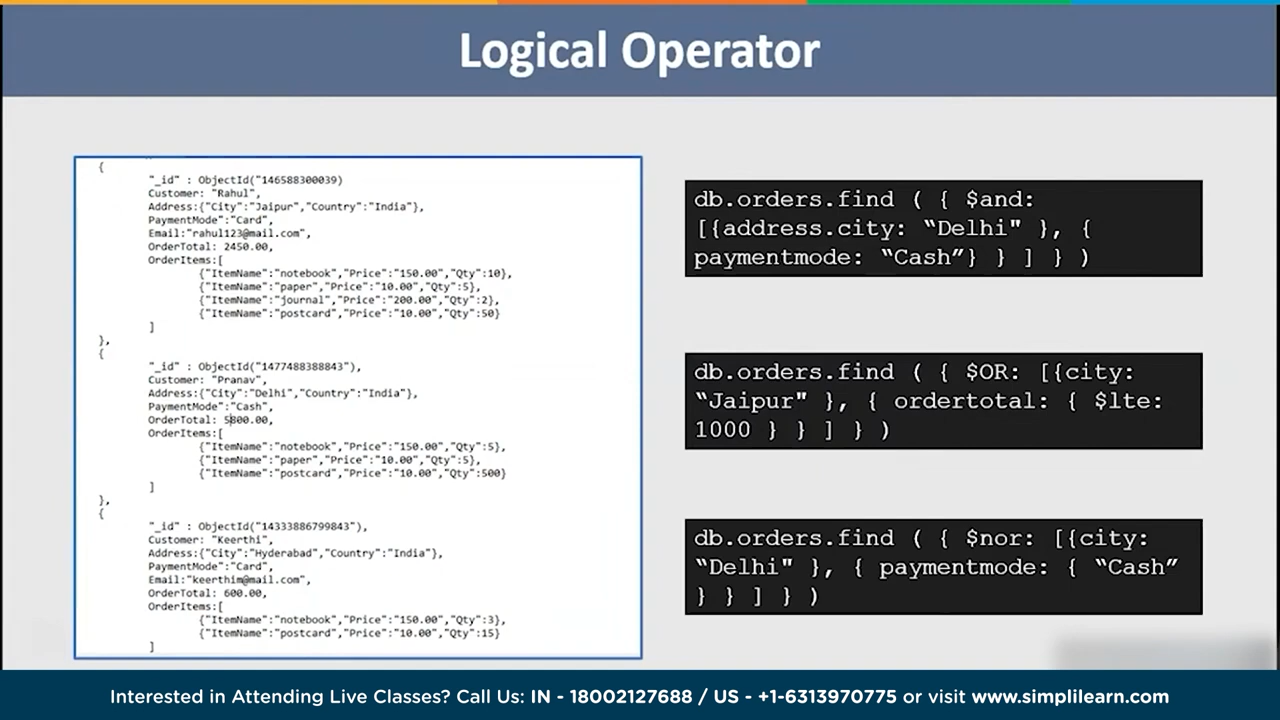 Logical Operator
{
"_id" : ObjectId("146588300039)
Customer: "Rahul",
Address:{"City":"Jaipur","Country":"India"},
PaymentMode":"Card",
Email:"rahul123@mail.com",
OrderTotal: 2450.00,
OrderItems:[
{"ItemName":"notebook","Price":"150.00","Qty":10},
{"ItemName":"paper","Price":"10.00","Qty":5},
{"ItemName":"journal","Price":"200.00","Qty":2},
{"ItemName":"postcard","Price":"10.00","Qty":50}
]
},
{
"_id" : ObjectId("1477488388843"),
Customer: "Pranav",
Address:{"City":"Delhi","Country":"India"},
PaymentMode":"Cash",
OrderTotal: 5800.00,
OrderItems:[
{"ItemName":"notebook","Price":"150.00","Qty":5},
{"ItemName":"paper","Price":"10.00","Qty":5},
{"ItemName":"postcard","Price":"10.00","Qty":500}
]
},
{
"_id" : ObjectId("14333886799843"),
Customer: "Keerthi",
Address:{"City":"Hyderabad","Country":"India"},
PaymentMode":"Card",
Email:"keerthim@mail.com",
OrderTotal: 600.00,
OrderItems:[
{"ItemName":"notebook","Price":"150.00","Qty":3},
{"ItemName":"postcard","Price":"10.00","Qty":15}
]
db.orders.find ( { $and:
[{address.city: “Delhi" }, {
paymentmode: “Cash”} } ] } )
db.orders.find ( { $OR: [{city:
“Jaipur" }, { ordertotal: { $lte:
1000 } } ] } )
db.orders.find ( { $nor: [{city:
“Delhi" }, { paymentmode: { “Cash”
} } ] } )
Interested in Attending Live Classes? Call Us: IN - 18002127688 / US - +1-6313970775 or visit www.simplilearn.com